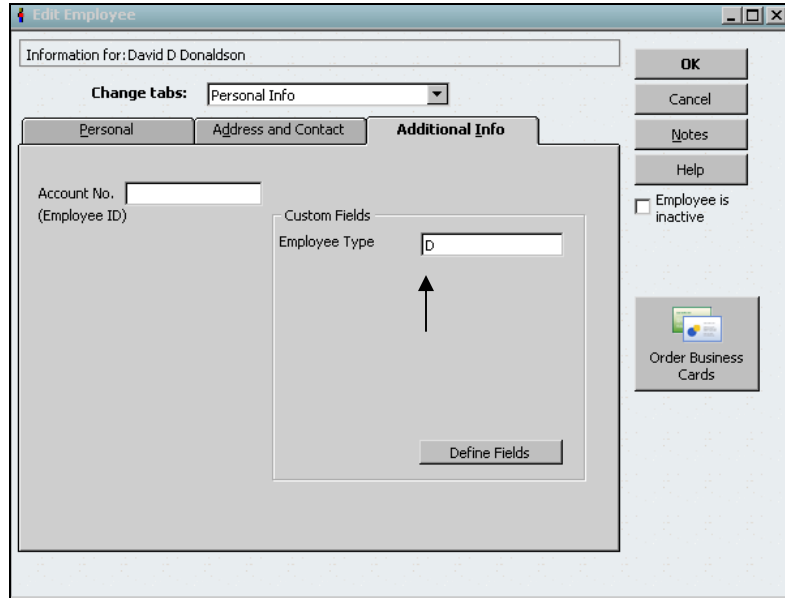 Edit Employee
Information for: David D Donaldson
Change tabs: Personal Info
Personal
Address and Contact
Additional Info
Account No.
(Employee ID)
Custom Fields
Employee Type D
Define Fields
OK
Cancel
Notes
Help
Employee is
inactive
Order Business
Cards